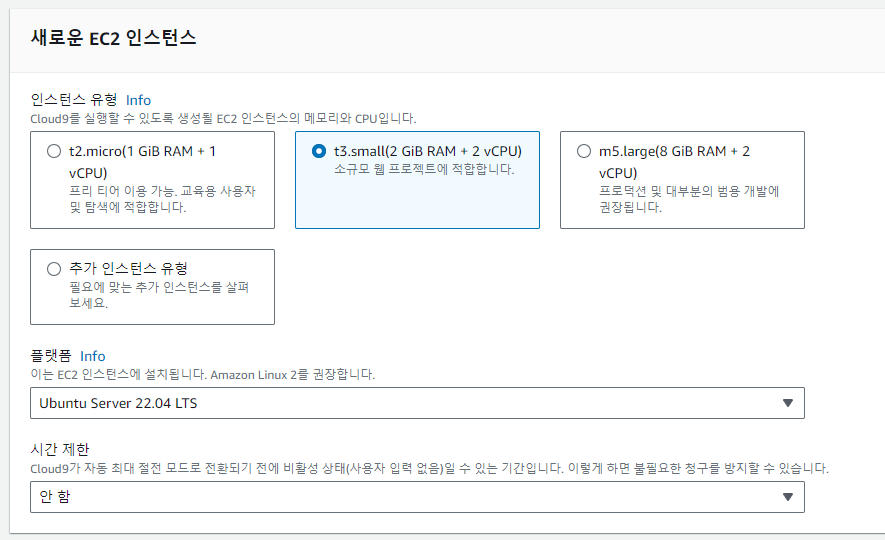 새로운 EC2 인스턴스
인스턴스 유형 Info
Cloud9를 실행할 수 있도록 생성될 EC2 인스턴스의 메모리와 CPU입니다.
t2.micro(1 GiB RAM + 1
vCPU)
프리 티어 이용 가능. 교육용 사용자
및 탐색에 적합합니다.
t3.small(2 GiB RAM + 2 vCPU)
소규모 웹 프로젝트에 적합합니다.
m5.large(8 GiB RAM + 2
vCPU)
프로덕션 및 대부분의 범용 개발에
권장됩니다.
추가 인스턴스 유형
필요에 맞는 추가 인스턴스를 살펴
보세요.
플랫폼 Info
이는 EC2 인스턴스에 설치됩니다. Amazon Linux 2를 권장합니다.
Ubuntu Server 22.04 LTS
시간 제한
Cloud9가 자동 최대 절전 모드로 전환되기 전에 비활성 상태(사용자 입력 없음)일 수 있는 기간입니다. 이렇게 하면 불필요한 청구를 방지할 수 있습니다.
안 함